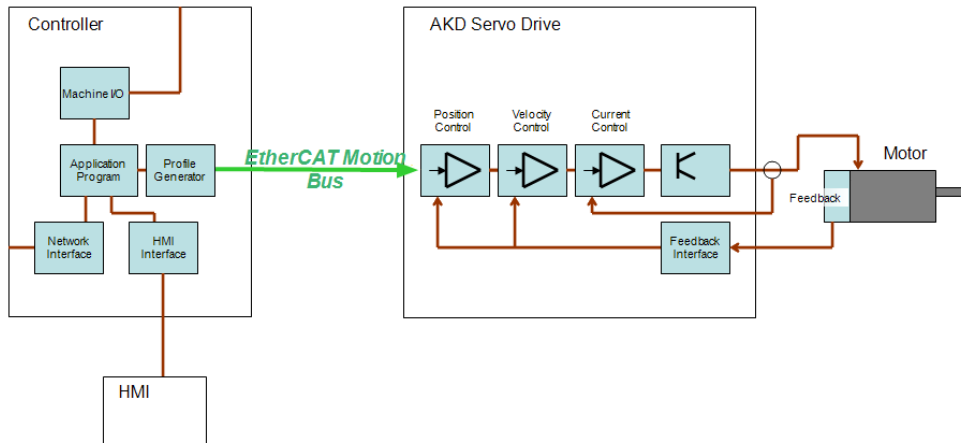 Controller
AKD Servo Drive
Machine I/O
Position
Control
Velocity
Control
Current
Control
Application
Program
Profile
Generator
EtherCAT Motion
Bus
Motor
Feedback
Network
Interface
HMI
Interface
Feedback
Interface
HMI